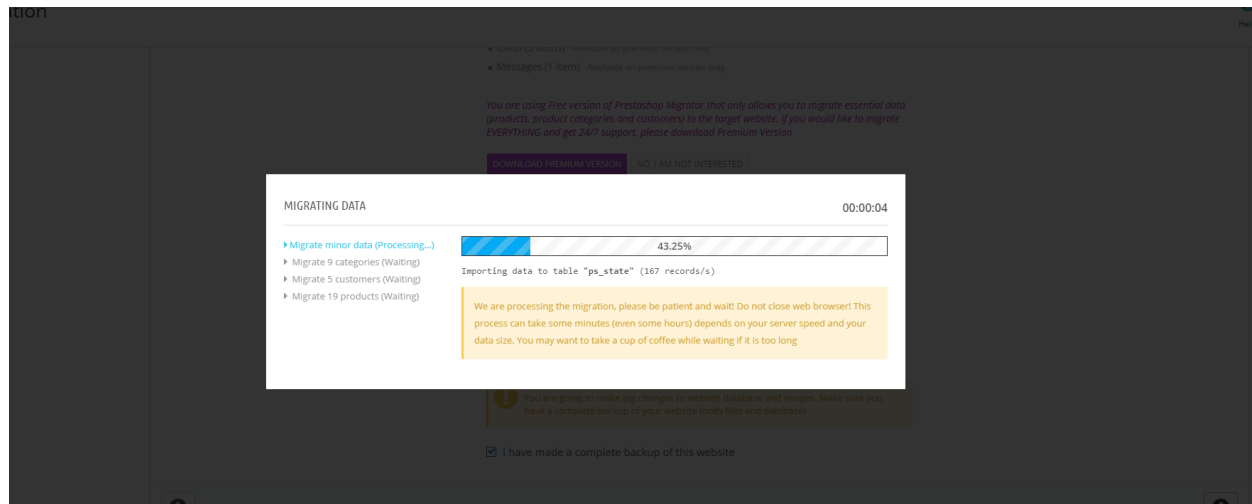 Messages (1 item) - Available on premium version only
You are using Free version of Prestashop Migrator that only allows you to migrate essential data
(products, product categories and customers) to the target website. If you would like to migrate
EVERYTHING and get 24/7 support, please download Premium Version
DOWNLOAD PREMIUM VERSION NO, I AM NOT INTERESTED
MIGRATING DATA 00:00:04
Migrate minor data (Processing...) 43.25%
Migrate 9 categories (Waiting)
Importing data to table "ps_state" (167 records/s)
Migrate 5 customers (Waiting)
Migrate 19 products (Waiting)
We are processing the migration, please be patient and wait! Do not close web browser! This
process can take some minutes (even some hours) depends on your server speed and your
data size. You may want to take a cup of coffee while waiting if it is too long
You are going to make big changes to website database and images. Make sure you
have a complete backup of your website (both files and database)
I have made a complete backup of this website